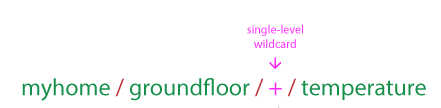 single-level
wildcard
myhome / groundfloor / + / temperature